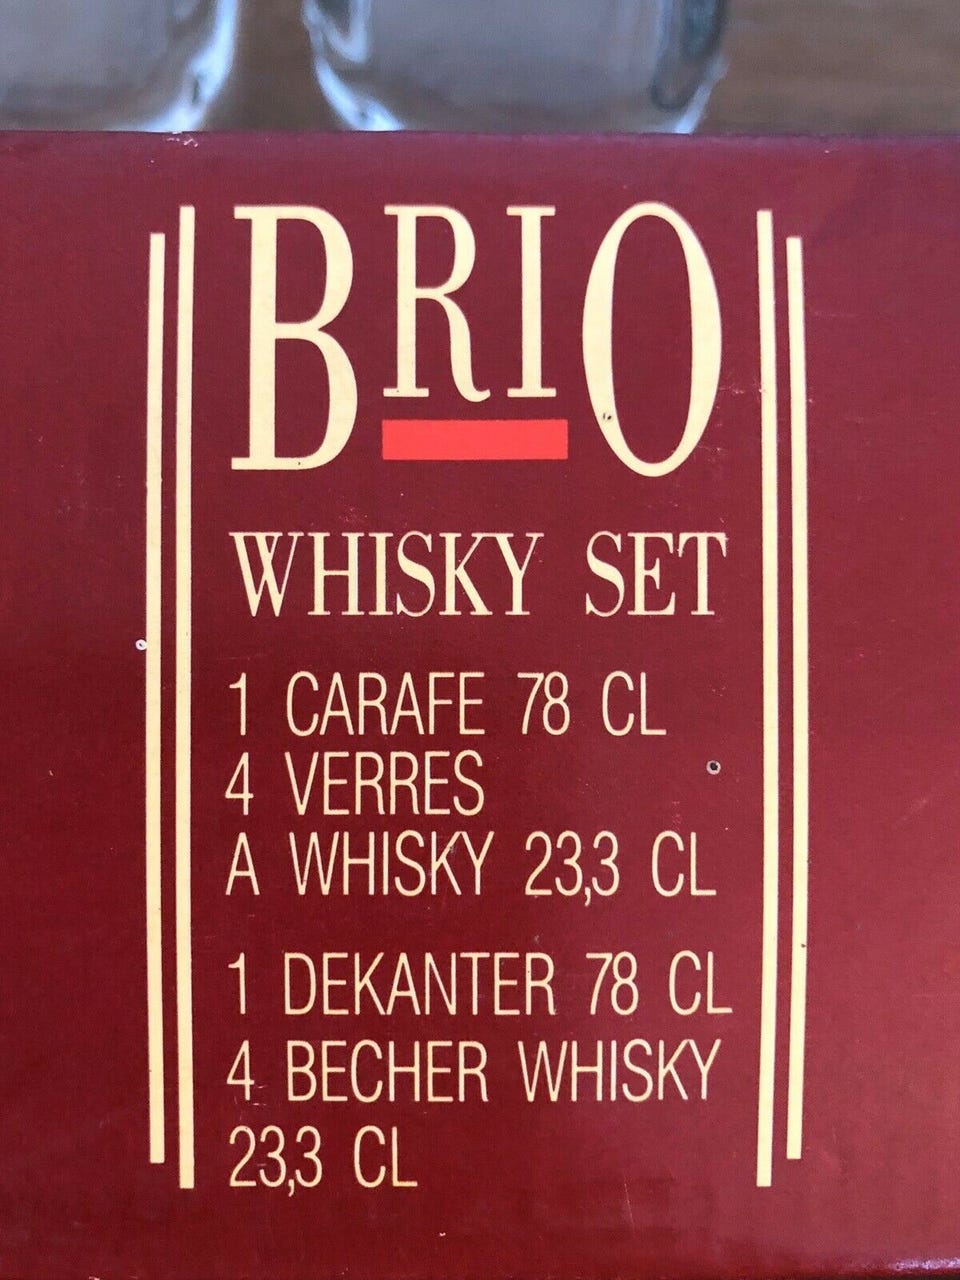 BRIO
WHISKY SET
1 CARAFE 78 CL
4 VERRES
A WHISKY 23,3 CL
1 DEKANTER 78 CL
4 BECHER WHISKY
23,3 CL